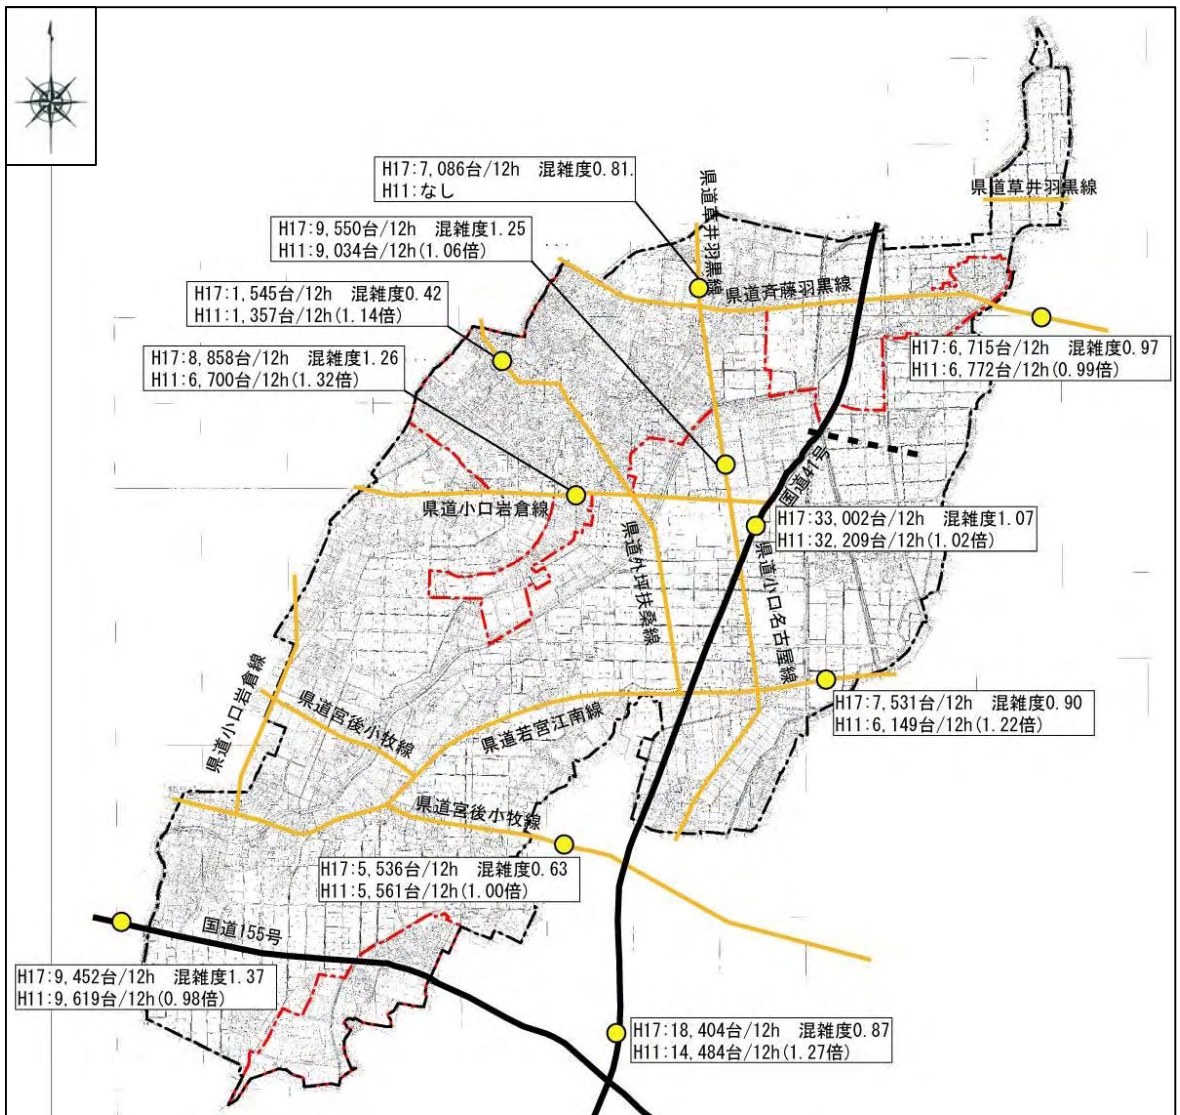 H17:7,086台/12h 混雑度0.81.
H11:なし
県道草井羽黒線
県道草井羽黒線
H17:9,550台/12h 混雑度1.25
H11:9,034台/12h(1.06倍)
県道斉藤羽黒線
H17:1,545台/12h 混雑度0.42
H11:1,357台/12h(1.14倍)
H17:6,715台/12h 混雑度0.97
H11:6,772台/12h(0.99倍)
H17:8,858台/12h 混雑度1.26
H11:6,700台/12h(1.32倍)
国道41号
県道小口岩倉線
H17:33,002台/12h 混雑度1.07
H11:32,209台/12h(1.02倍)
県道外坪扶桑線
県道小口名古屋線
県道小口岩倉線
県道宮後小牧線
県道若宮江南線
H17:7,531台/12h 混雑度0.90
H11:6,149台/12h(1.22倍)
県道宮後小牧線
H17:5,536台/12h 混雑度0.63
H11:5,561台/12h(1.00倍)
国道155号
H17:9,452台/12h 混雑度1.37
H11:9,619台/12h(0.98倍)
H17:18,404台/12h 混雑度0.87
H11:14,484台/12h(1.27倍)